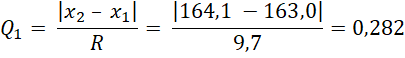 Q₁ = |x₂ − x₁| / R = |164,1 − 163,0| / 9,7 = 0,282